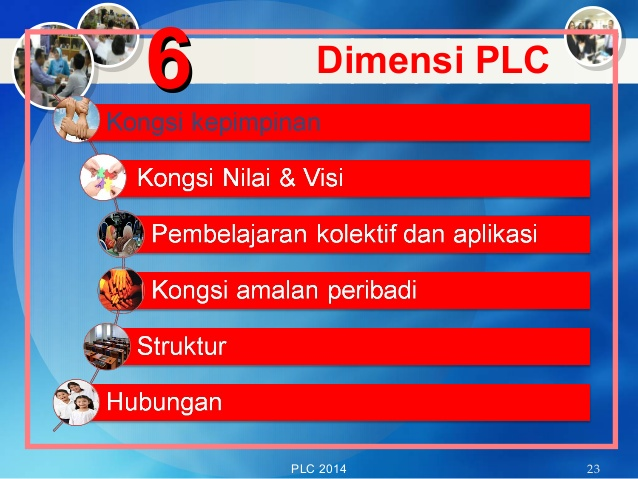 6 Dimensi PLC
Kongsi kepimpinan
Kongsi Nilai & Visi
Pembelajaran kolektif dan aplikasi
Kongsi amalan peribadi
Struktur
Hubungan
PLC 2014 23